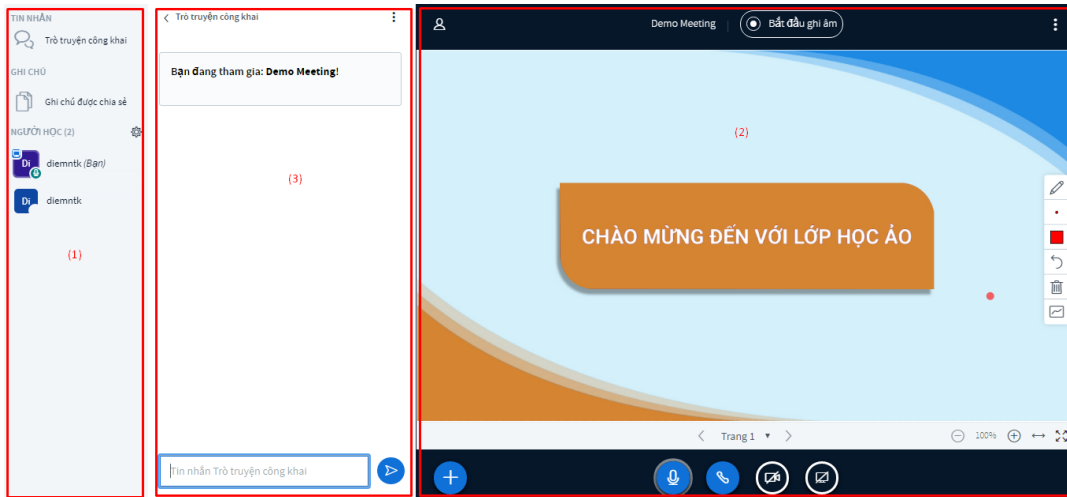 TIN NHẮN
Trò truyện công khai
GHI CHÚ
Ghi chú được chia sẻ
NGƯỜI HỌC (2)
Di diemntk (Bạn)
Di diemntk
(1)
Trò truyện công khai
Bạn đang tham gia: Demo Meeting!
(3)
Tin nhắn Trò truyện công khai
Demo Meeting
Bắt đầu ghi âm
(2)
CHÀO MỪNG ĐẾN VỚI LỚP HỌC ẢO
Trang 1
100%